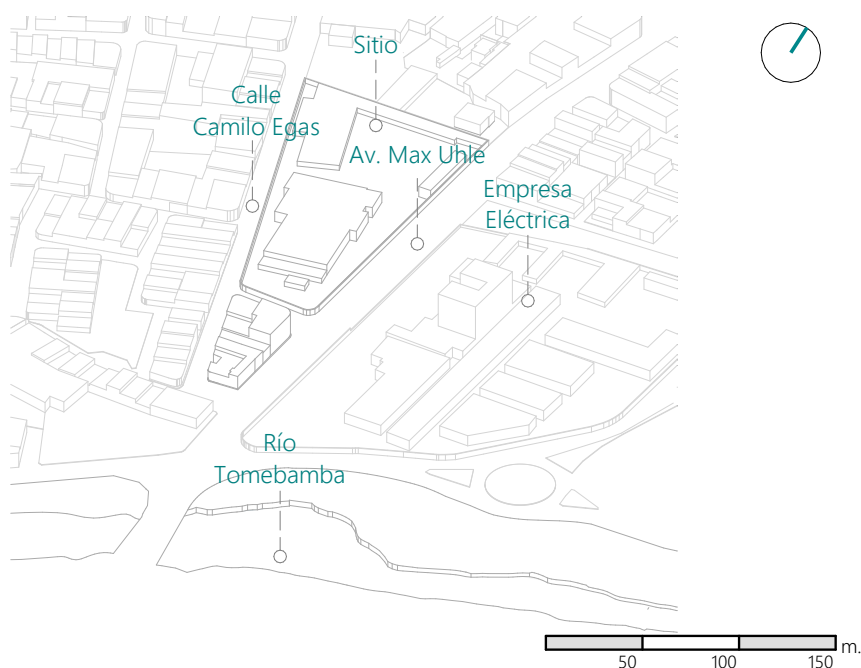 Sitio
Calle
Camilo Egas
Av. Max Uhle
Empresa
Eléctrica
Río
Tomebamba
50 100 150 m.